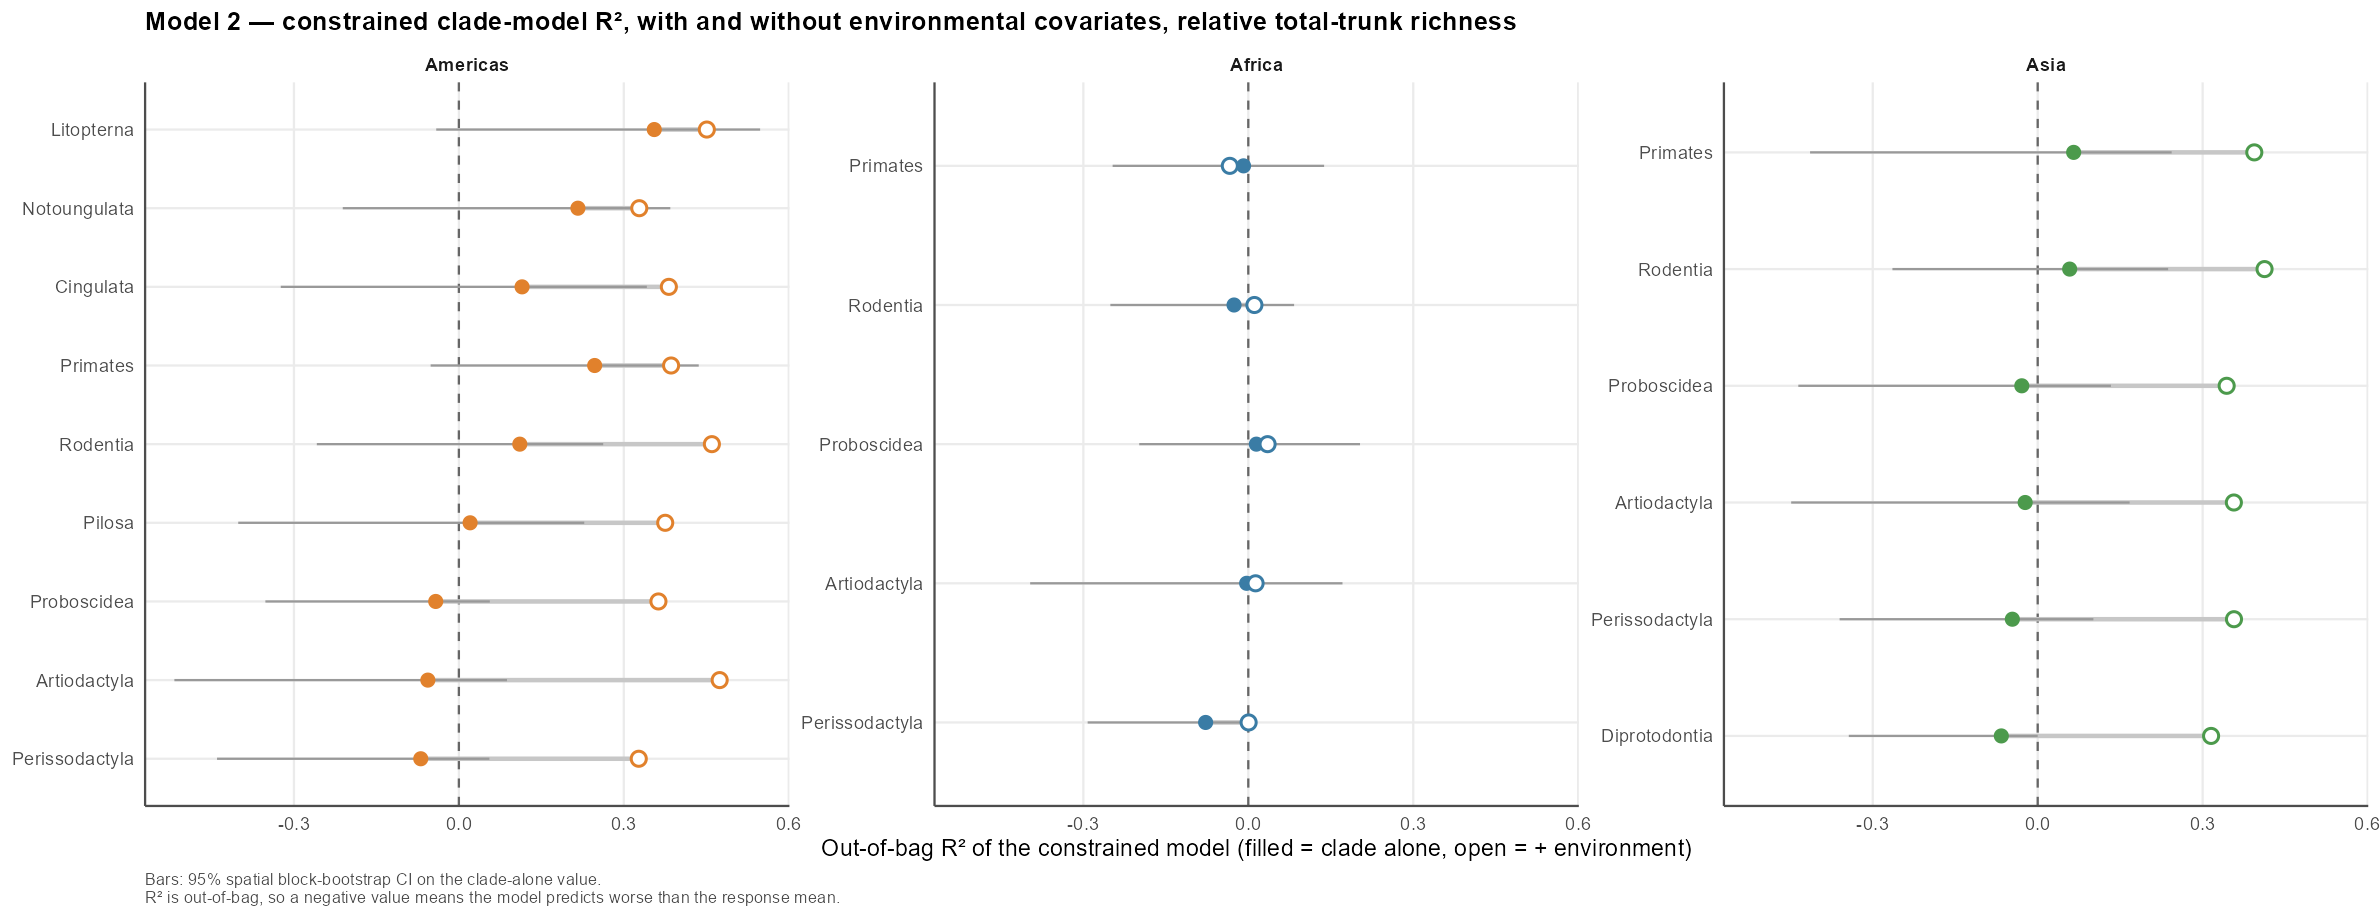 Model 2 — constrained clade-model R², with and without environmental covariates, relative total-trunk richness
Americas
Litopterna
Notoungulata
Cingulata
Primates
Rodentia
Pilosa
Proboscidea
Artiodactyla
Perissodactyla
-0.3 0.0 0.3 0.6
Africa
Primates
Rodentia
Proboscidea
Artiodactyla
Perissodactyla
-0.3 0.0 0.3 0.6
Asia
Primates
Rodentia
Proboscidea
Artiodactyla
Perissodactyla
Diprotodontia
-0.3 0.0 0.3 0.6
Out-of-bag R² of the constrained model (filled = clade alone, open = + environment)
Bars: 95% spatial block-bootstrap CI on the clade-alone value.
R² is out-of-bag, so a negative value means the model predicts worse than the response mean.